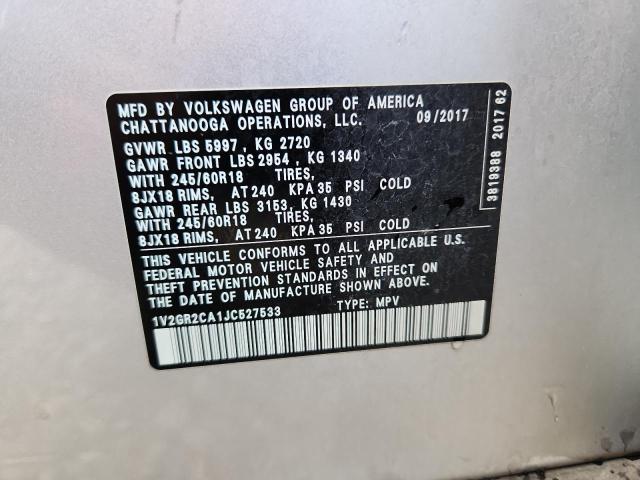 MFD BY VOLKSWAGEN GROUP OF AMERICA
CHATTANOOGA OPERATIONS, LLC. 09/2017
GVWR LBS 5997, KG 2720
GAWR FRONT LBS 2954, KG 1340
WITH 245/60R18 TIRES,
8JX18 RIMS, AT 240 KPA 35 PSI COLD
GAWR REAR LBS 3153, KG 1430
WITH 245/60R18 TIRES,
8JX18 RIMS, AT 240 KPA 35 PSI COLD
THIS VEHICLE CONFORMS TO ALL APPLICABLE U.S.
FEDERAL MOTOR VEHICLE SAFETY AND
THEFT PREVENTION STANDARDS IN EFFECT ON
THE DATE OF MANUFACTURE SHOWN ABOVE.
1V2GR2CA1JC527533 TYPE: MPV
3819388 2017 62